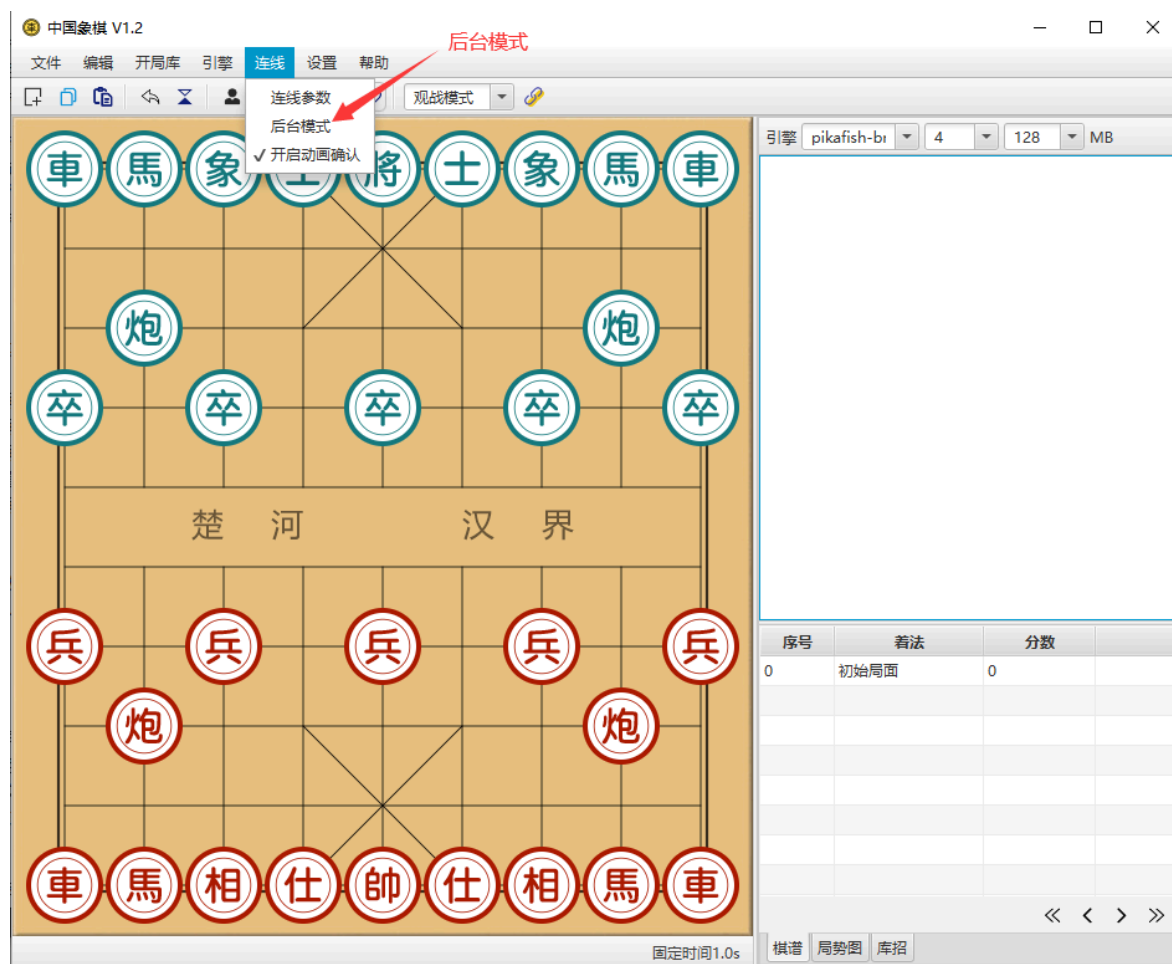 中国象棋 V1.2
后台模式
文件 编辑 开局库 引擎 连线 设置 帮助
观战模式
连线参数
后台模式
✓ 开启动画确认
引擎 pikafish-br 4 128 MB
車 馬 象 士 將 士 象 馬 車
炮 炮
卒 卒 卒 卒 卒
楚 河 汉 界
兵 兵 兵 兵 兵
炮 炮
車 馬 相 仕 帥 仕 相 馬 車
序号 着法 分数
0 初始局面 0
固定时间1.0s
棋谱 局势图 库招